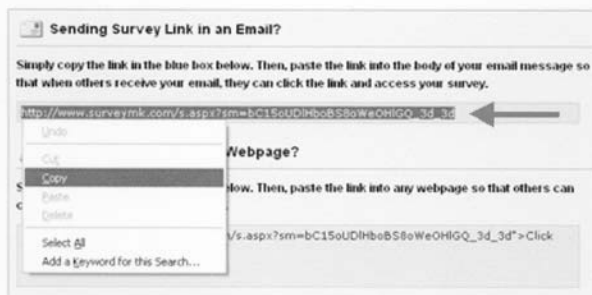 Sending Survey Link in an Email?
Simply copy the link in the blue box below. Then, paste the link into the body of your email message so
that when others receive your email, they can click the link and access your survey.
http://www.surveymk.com/s.aspx?sm=bC15oUDlHboBS8oWeOHlGQ_3d_3d
Undo
Cut
Webpage?
Copy
elow. Then, paste the link into any webpage so that others can
Paste
Delete
/s.aspx?sm=bC15oUDlHboBS8oWeOHlGQ_3d_3d">Click
Select All
Add a Keyword for this Search...